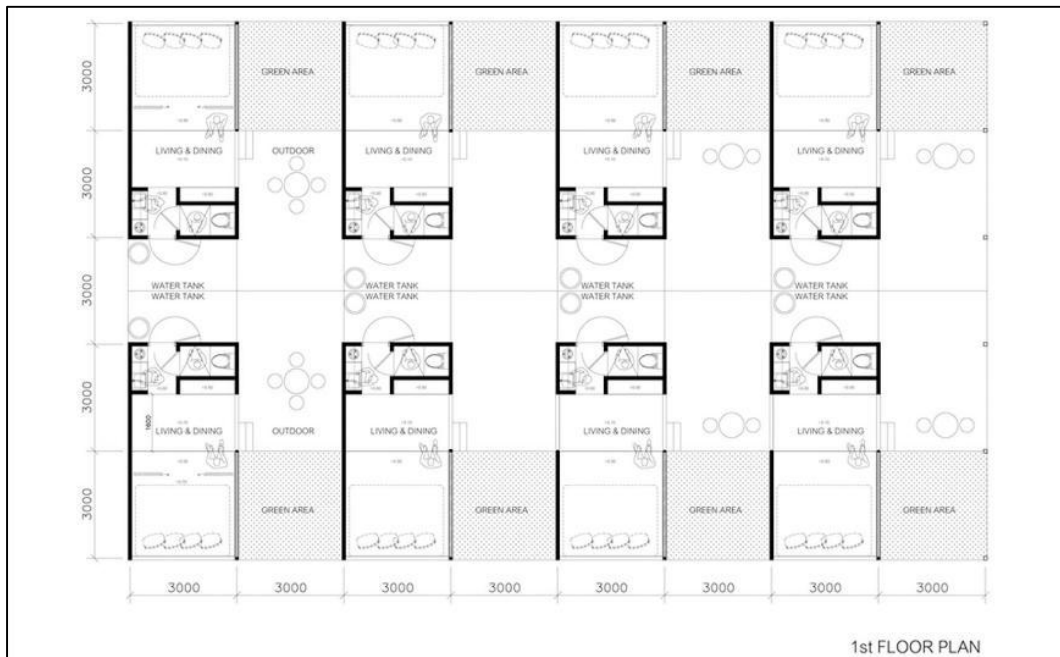 3000
GREEN AREA
GREEN AREA
GREEN AREA
GREEN AREA
3000
LIVING & DINING
OUTDOOR
LIVING & DINING
LIVING & DINING
LIVING & DINING
3000
WATER TANK
WATER TANK
WATER TANK
WATER TANK
WATER TANK
WATER TANK
WATER TANK
WATER TANK
3000
1600
LIVING & DINING
OUTDOOR
LIVING & DINING
LIVING & DINING
LIVING & DINING
3000
GREEN AREA
GREEN AREA
GREEN AREA
GREEN AREA
3000
3000
3000
3000
3000
3000
3000
3000
1st FLOOR PLAN